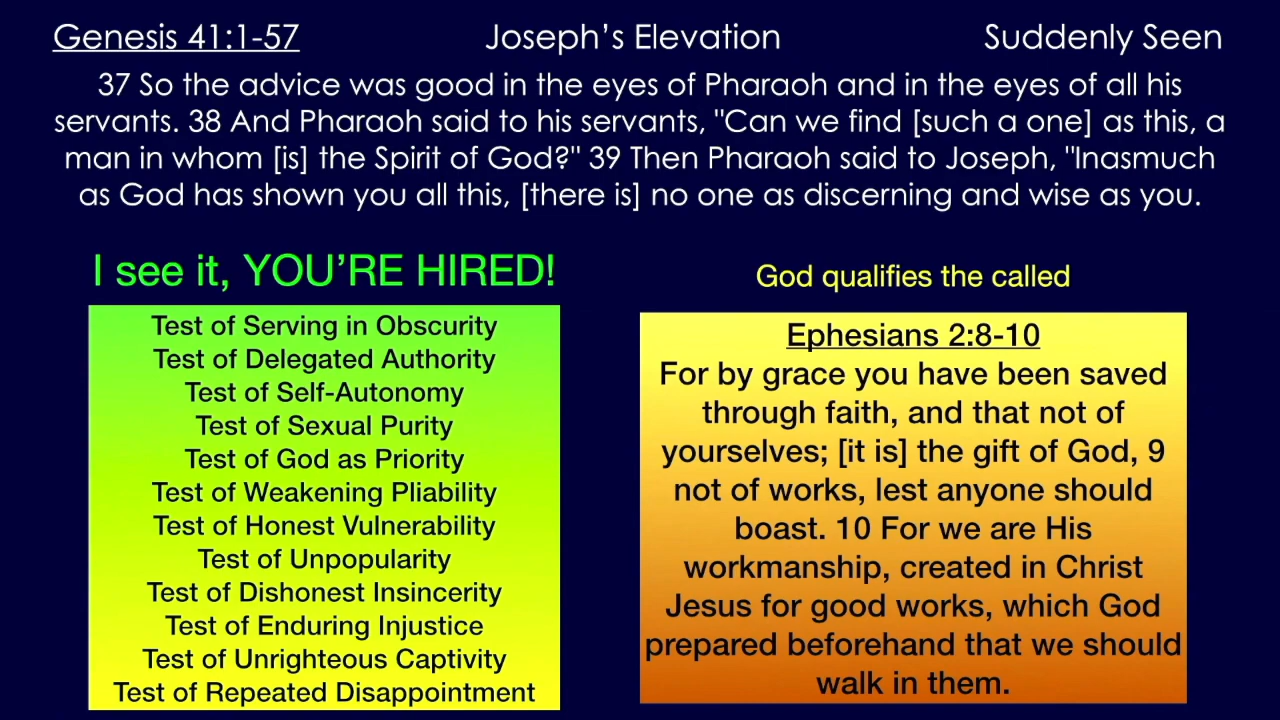 Genesis 41:1-57 Joseph's Elevation Suddenly Seen
37 So the advice was good in the eyes of Pharaoh and in the eyes of all his
servants. 38 And Pharaoh said to his servants, "Can we find [such a one] as this, a
man in whom [is] the Spirit of God?" 39 Then Pharaoh said to Joseph, "Inasmuch
as God has shown you all this, [there is] no one as discerning and wise as you.
I see it, YOU'RE HIRED!
Test of Serving in Obscurity
Test of Delegated Authority
Test of Self-Autonomy
Test of Sexual Purity
Test of God as Priority
Test of Weakening Pliability
Test of Honest Vulnerability
Test of Unpopularity
Test of Dishonest Insincerity
Test of Enduring Injustice
Test of Unrighteous Captivity
Test of Repeated Disappointment
God qualifies the called
Ephesians 2:8-10
For by grace you have been saved
through faith, and that not of
yourselves; [it is] the gift of God, 9
not of works, lest anyone should
boast. 10 For we are His
workmanship, created in Christ
Jesus for good works, which God
prepared beforehand that we should
walk in them.